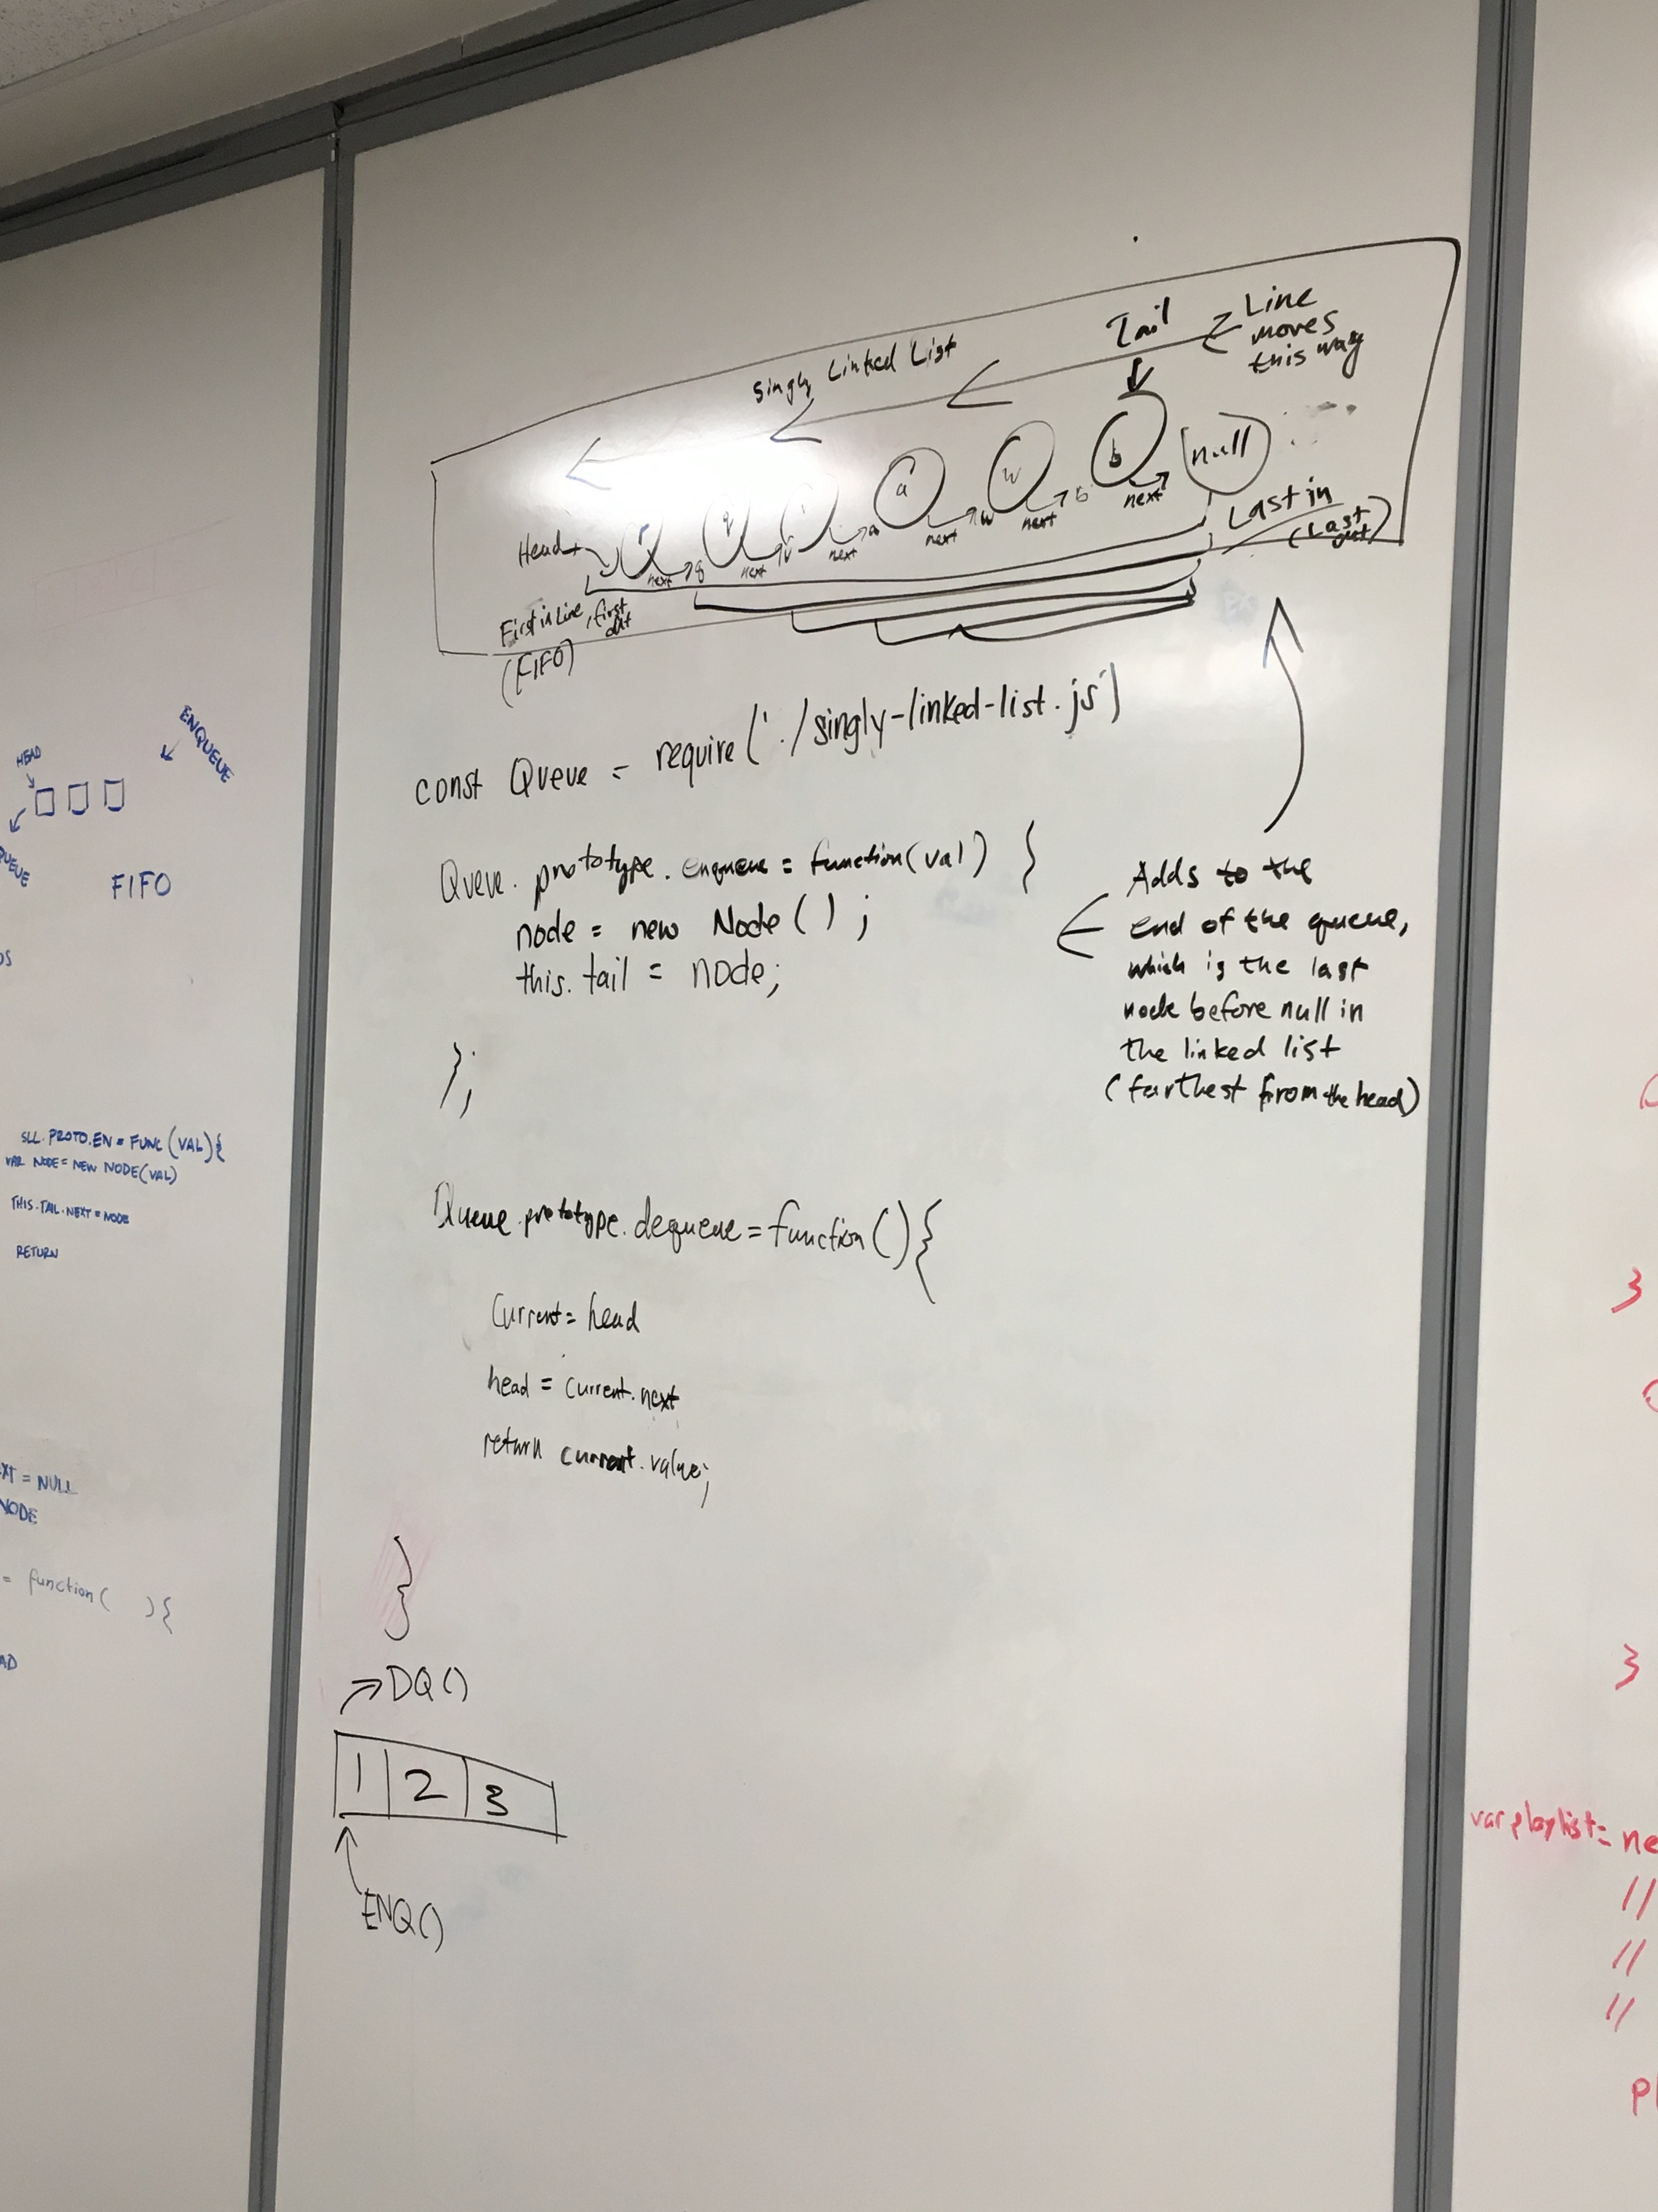 HEAD
ENQUEUE
FIFO
SLL.PROTO.EN = FUNC(VAL){
VAR NODE = NEW NODE(VAL)
THIS.TAIL.NEXT = NODE
RETURN
XT = NULL
NODE
= function( ){
AD
Singly Linked List
Tail
Line
moves
this way
Head
q
a
w
b
null
next
q
next
next
a
next
w
next
b
next
First in Line, first
out
(FIFO)
Last in
(Last
out)
const Queue = require('./singly-linked-list.js')
Queue.prototype.enqueue = function(val) {
node = new Node();
this.tail = node;
};
Adds to the
end of the queue,
which is the last
node before null in
the linked list
(farthest from the head)
Queue.prototype.dequeue = function(){
current = head
head = current.next
return current.value;
}
DQ()
1 2 3
ENQ()
}
}
var playlist = ne
//
//
//
pl